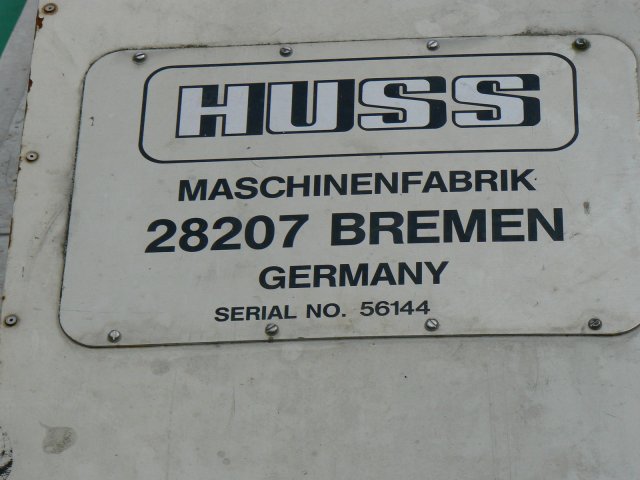 HUSS
MASCHINENFABRIK
28207 BREMEN
GERMANY
SERIAL NO. 56144